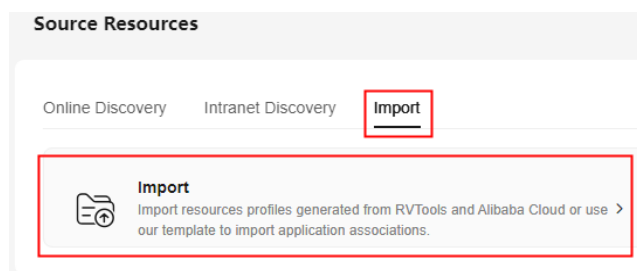 Source Resources
Online Discovery Intranet Discovery Import
Import
Import resources profiles generated from RVTools and Alibaba Cloud or use
our template to import application associations.